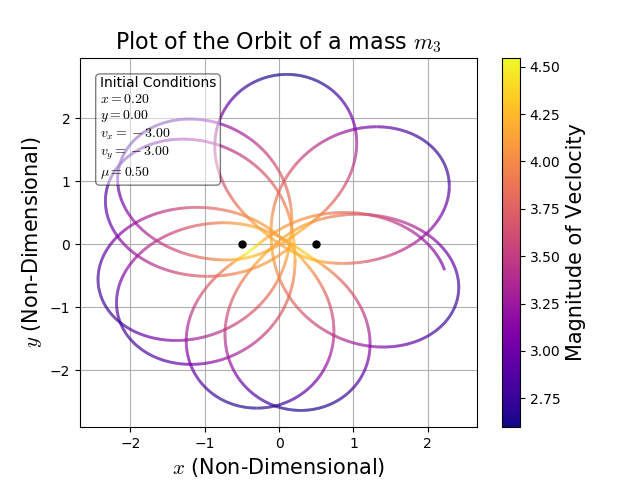 Plot of the Orbit of a mass m₃
Initial Conditions
x = 0.20
y = 0.00
vₓ = −3.00
v_y = −3.00
μ = 0.50
2
1
0
−1
−2
y (Non-Dimensional)
−2 −1 0 1 2
x (Non-Dimensional)
4.50
4.25
4.00
3.75
3.50
3.25
3.00
2.75
Magnitude of Veclocity